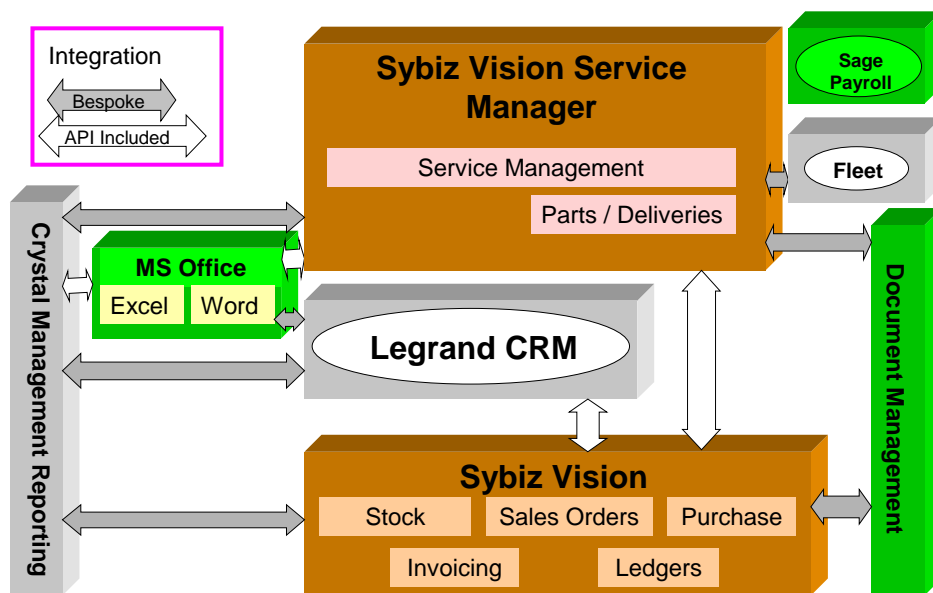 Integration
Bespoke
API Included
Sybiz Vision Service
Manager
Service Management
Parts / Deliveries
Sage
Payroll
Fleet
Crystal Management Reporting
MS Office
Excel
Word
Legrand CRM
Document Management
Sybiz Vision
Stock
Sales Orders
Purchase
Invoicing
Ledgers